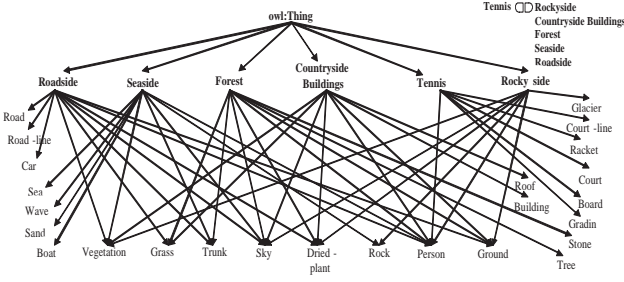 owl:Thing
Tennis Rockyside
Countryside Buildings
Forest
Seaside
Roadside
Roadside
Seaside
Forest
Countryside
Buildings
Tennis
Rocky side
Road
Road -line
Car
Sea
Wave
Sand
Boat
Vegetation
Grass
Trunk
Sky
Dried -
plant
Rock
Person
Ground
Roof
Building
Glacier
Court -line
Racket
Court
Board
Gradin
Stone
Tree